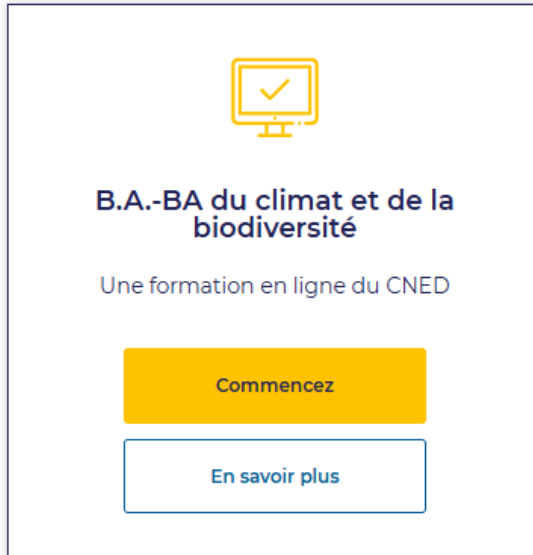 B.A.-BA du climat et de la
biodiversité
Une formation en ligne du CNED
Commencez
En savoir plus